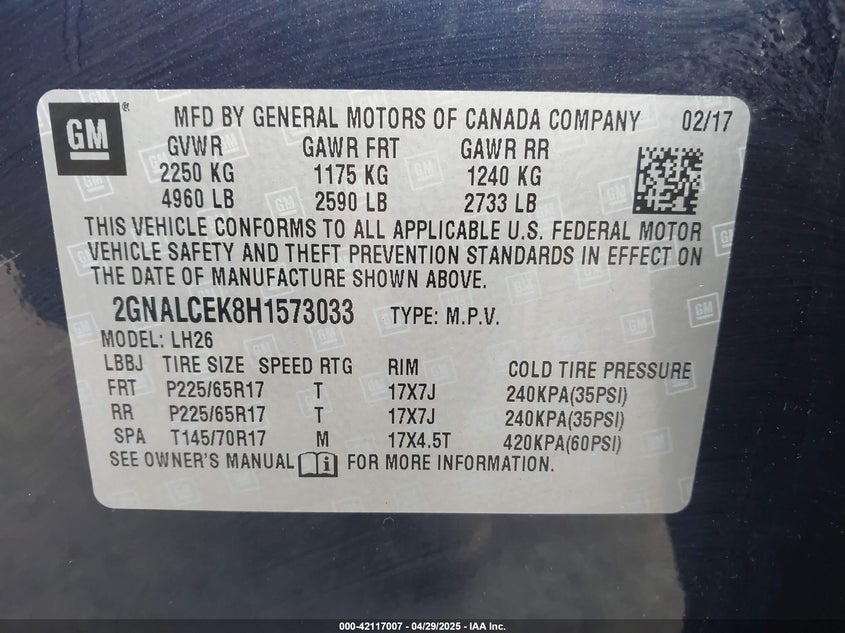 GM ® MFD BY GENERAL MOTORS OF CANADA COMPANY 02/17
GVWR GAWR FRT GAWR RR
2250 KG 1175 KG 1240 KG
4960 LB 2590 LB 2733 LB
THIS VEHICLE CONFORMS TO ALL APPLICABLE U.S. FEDERAL MOTOR
VEHICLE SAFETY AND THEFT PREVENTION STANDARDS IN EFFECT ON
THE DATE OF MANUFACTURE SHOWN ABOVE.
2GNALCEK8H1573033 TYPE: M.P.V.
MODEL: LH26
LBBJ TIRE SIZE SPEED RTG RIM COLD TIRE PRESSURE
FRT P225/65R17 T 17X7J 240KPA(35PSI)
RR P225/65R17 T 17X7J 240KPA(35PSI)
SPA T145/70R17 M 17X4.5T 420KPA(60PSI)
SEE OWNER'S MANUAL i FOR MORE INFORMATION.
000-42117007 - 04/29/2025 - IAA Inc.